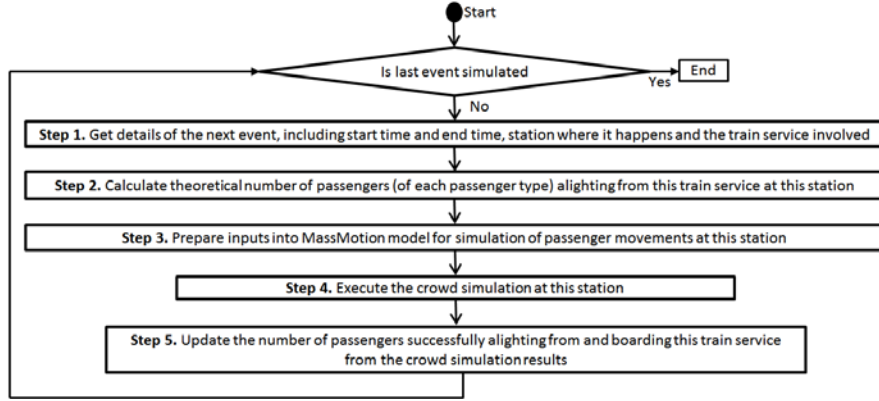 Start
Is last event simulated
End
Yes
No
Step 1. Get details of the next event, including start time and end time, station where it happens and the train service involved
Step 2. Calculate theoretical number of passengers (of each passenger type) alighting from this train service at this station
Step 3. Prepare inputs into MassMotion model for simulation of passenger movements at this station
Step 4. Execute the crowd simulation at this station
Step 5. Update the number of passengers successfully alighting from and boarding this train service
from the crowd simulation results